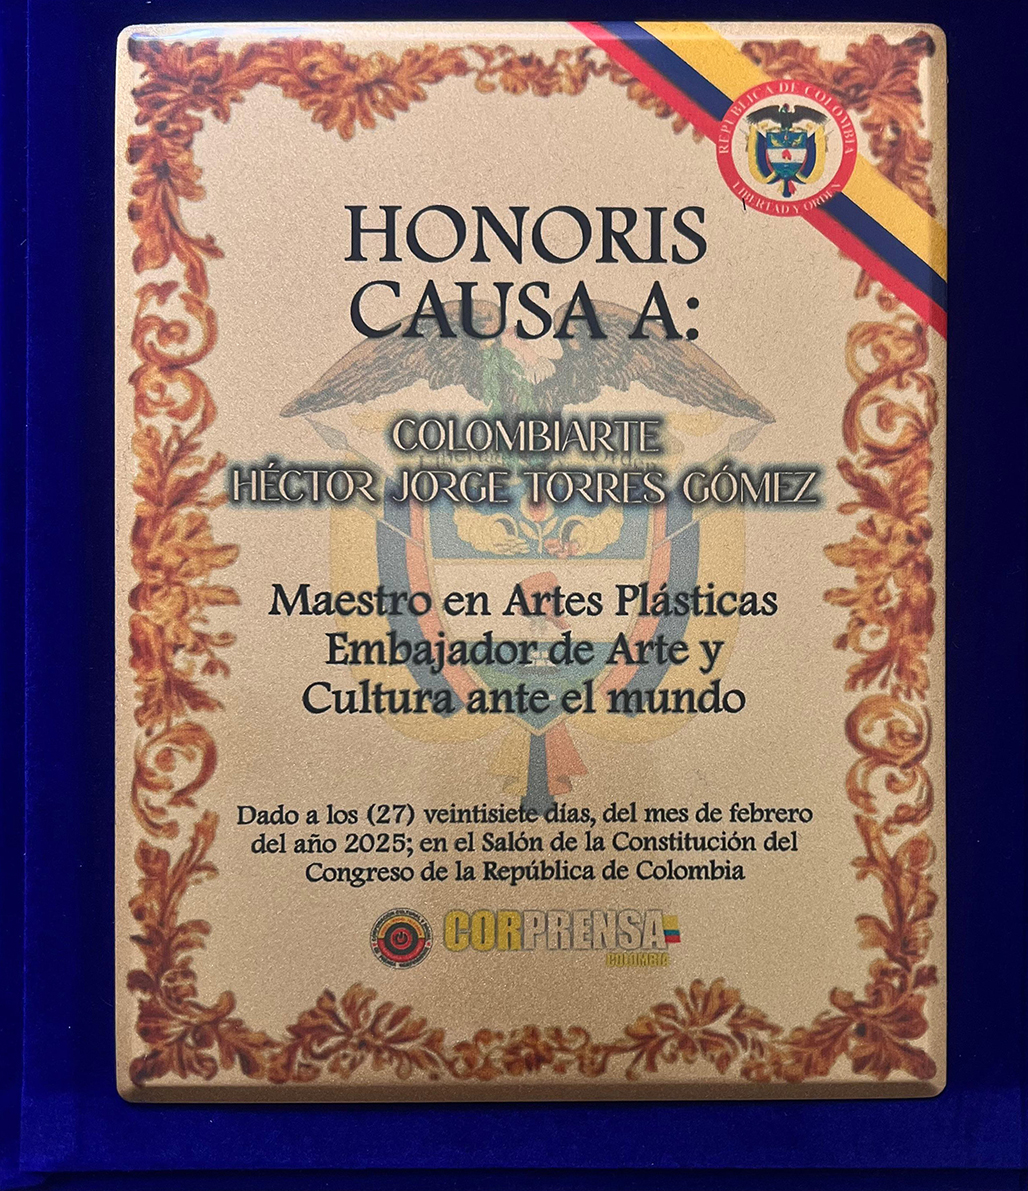 REPUBLICA DE COLOMBIA
LIBERTAD Y ORDEN
HONORIS
CAUSA A:
COLOMBIARTE
HÉCTOR JORGE TORRES GÓMEZ
Maestro en Artes Plásticas
Embajador de Arte y
Cultura ante el mundo
Dado a los (27) veintisiete días, del mes de febrero
del año 2025; en el Salón de la Constitución del
Congreso de la República de Colombia
CORPRENSA
COLOMBIA